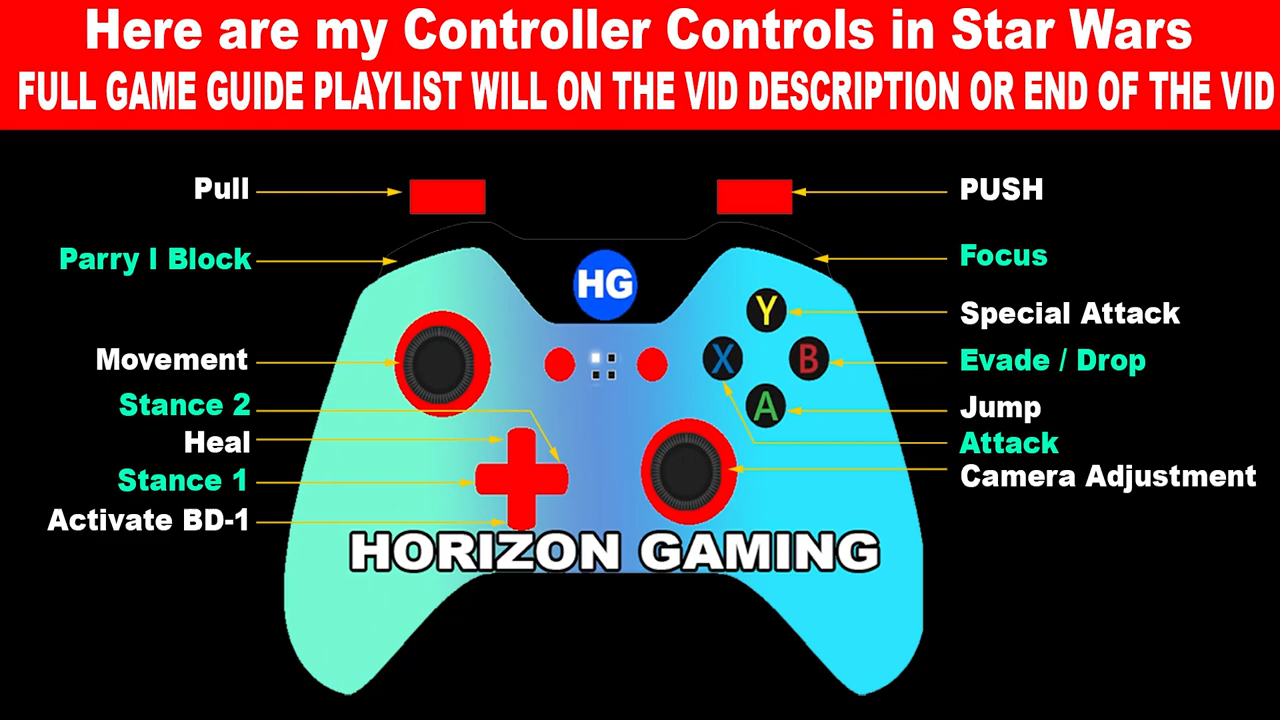 Here are my Controller Controls in Star Wars
FULL GAME GUIDE PLAYLIST WILL ON THE VID DESCRIPTION OR END OF THE VID
Pull
PUSH
Parry I Block
Focus
HG
Y
Special Attack
Movement
X
B
Evade / Drop
Stance 2
A
Jump
Heal
Attack
Stance 1
Camera Adjustment
Activate BD-1
HORIZON GAMING